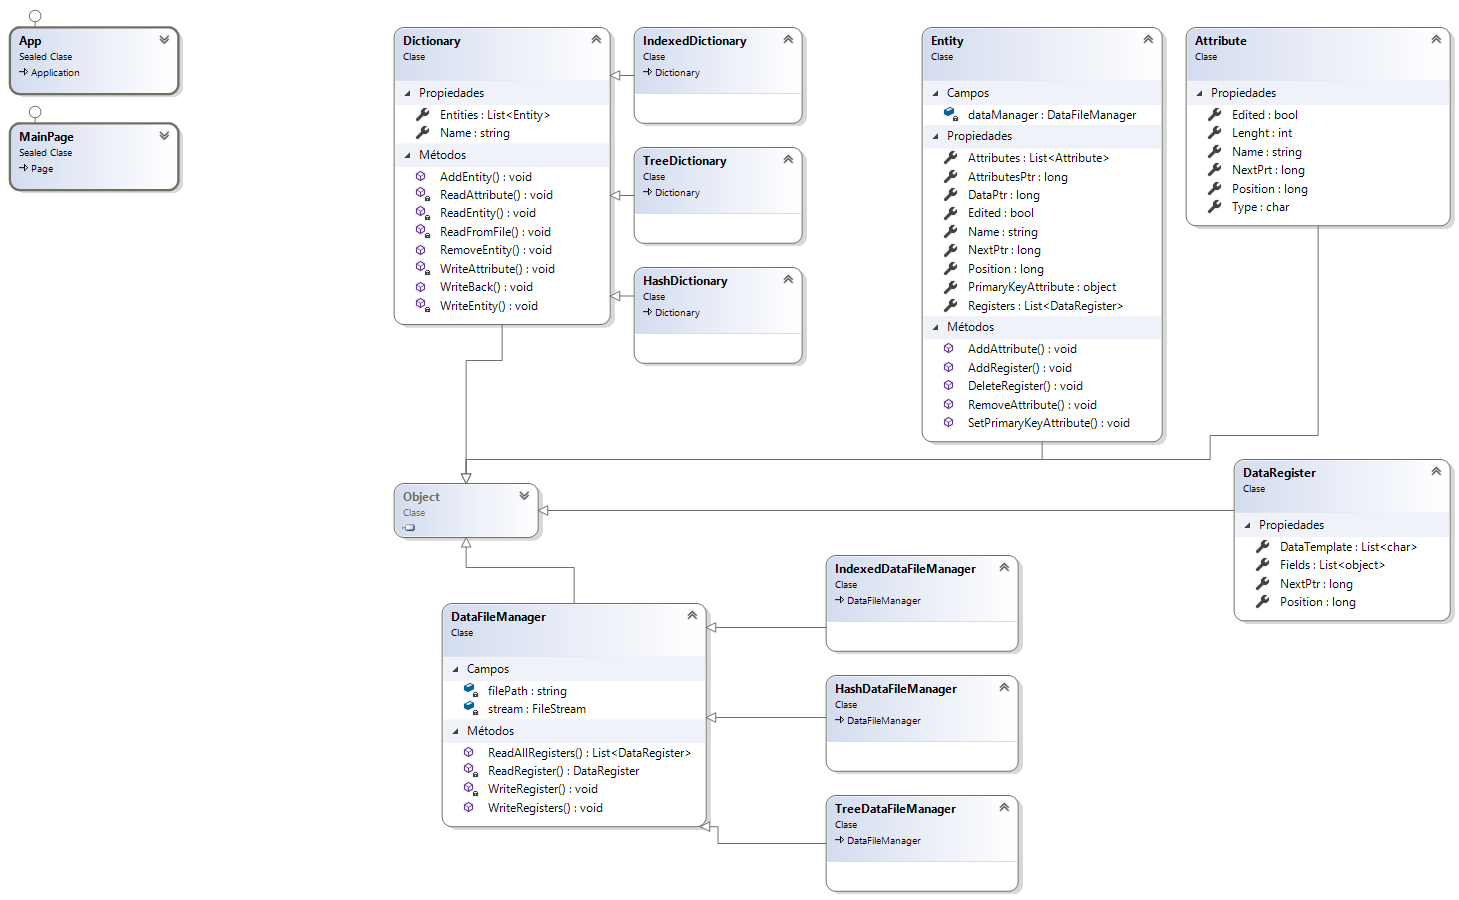 App
Sealed Clase
Application
MainPage
Sealed Clase
Page
Dictionary
Clase
Propiedades
Entities : List<Entity>
Name : string
Métodos
AddEntity() : void
ReadAttribute() : void
ReadEntity() : void
ReadFromFile() : void
RemoveEntity() : void
WriteAttribute() : void
WriteBack() : void
WriteEntity() : void
IndexedDictionary
Clase
Dictionary
TreeDictionary
Clase
Dictionary
HashDictionary
Clase
Dictionary
Entity
Clase
Campos
dataManager : DataFileManager
Propiedades
Attributes : List<Attribute>
AttributesPtr : long
DataPtr : long
Edited : bool
Name : string
NextPtr : long
Position : long
PrimaryKeyAttribute : object
Registers : List<DataRegister>
Métodos
AddAttribute() : void
AddRegister() : void
DeleteRegister() : void
RemoveAttribute() : void
SetPrimaryKeyAttribute() : void
Attribute
Clase
Propiedades
Edited : bool
Lenght : int
Name : string
NextPrt : long
Position : long
Type : char
Object
Clase
DataRegister
Clase
Propiedades
DataTemplate : List<char>
Fields : List<object>
NextPtr : long
Position : long
DataFileManager
Clase
Campos
filePath : string
stream : FileStream
Métodos
ReadAllRegisters() : List<DataRegister>
ReadRegister() : DataRegister
WriteRegister() : void
WriteRegisters() : void
IndexedDataFileManager
Clase
DataFileManager
HashDataFileManager
Clase
DataFileManager
TreeDataFileManager
Clase
DataFileManager